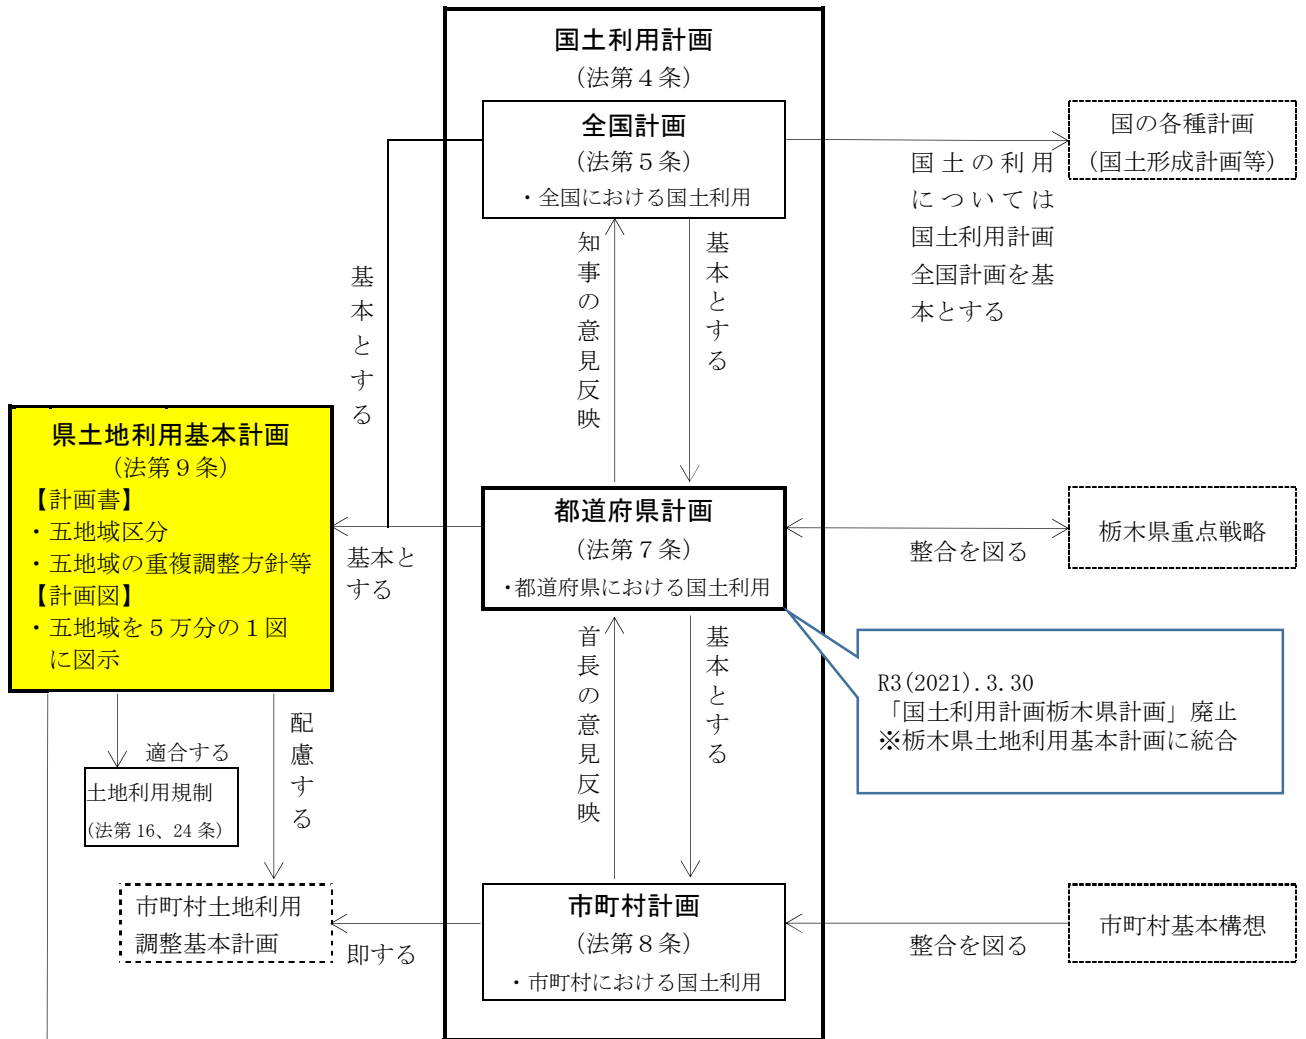 国土利用計画
（法第４条）
全国計画
（法第５条）
・全国における国土利用
国の各種計画
（国土形成計画等）
国土の利用
については
国土利用計画
全国計画を基
本とする
基本とする
知事の意見反映
基本とする
県土地利用基本計画
（法第９条）
【計画書】
・五地域区分
・五地域の重複調整方針等
【計画図】
・五地域を５万分の１図
に図示
基本と
する
都道府県計画
（法第７条）
・都道府県における国土利用
整合を図る
栃木県重点戦略
R3(2021).3.30
「国土利用計画栃木県計画」廃止
※栃木県土地利用基本計画に統合
首長の意見反映
基本とする
適合する
配慮する
土地利用規制
（法第 16、24 条）
市町村土地利用
調整基本計画
即する
市町村計画
（法第８条）
・市町村における国土利用
整合を図る
市町村基本構想